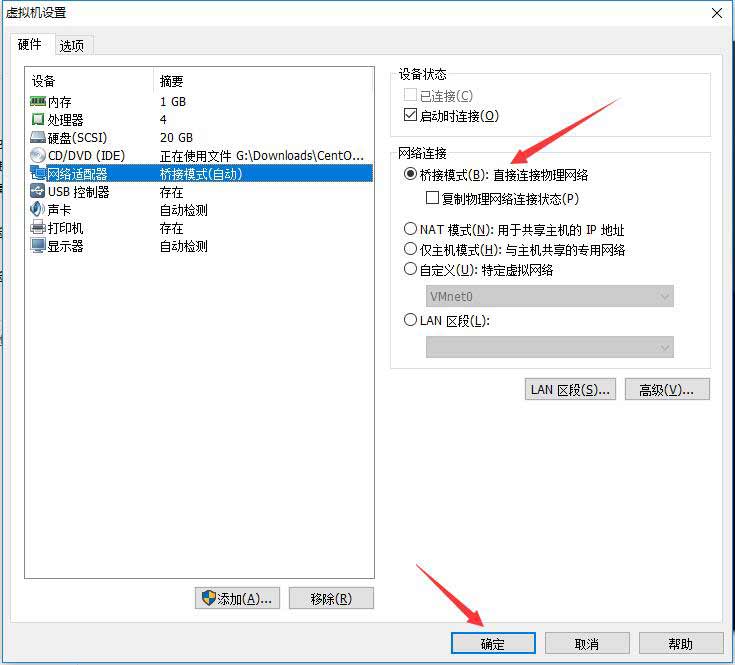 虚拟机设置
硬件 选项
设备 摘要
内存 1 GB
处理器 4
硬盘(SCSI) 20 GB
CD/DVD (IDE) 正在使用文件 G:\Downloads\CentO...
网络适配器 桥接模式(自动)
USB 控制器 存在
声卡 自动检测
打印机 存在
显示器 自动检测
添加(A)... 移除(R)
设备状态
已连接(C)
启动时连接(O)
网络连接
桥接模式(B): 直接连接物理网络
复制物理网络连接状态(P)
NAT 模式(N): 用于共享主机的 IP 地址
仅主机模式(H): 与主机共享的专用网络
自定义(U): 特定虚拟网络
VMnet0
LAN 区段(L):
LAN 区段(S)... 高级(V)...
确定 取消 帮助